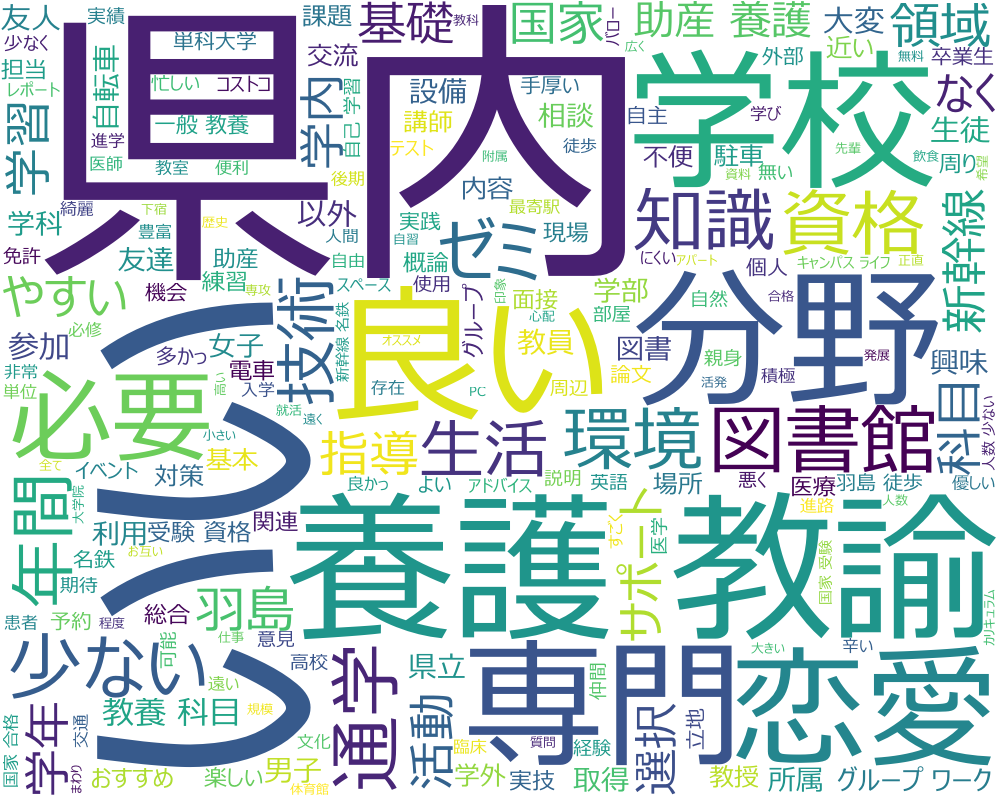 友人
実績
課題
基礎
教科
国家
バロー
助産 養護
大変
領域
少なく
単科大学
交流
広く
近い
外部
無料
卒業生
担当
レポート
自転車
忙しい
コストコ
県内
設備
手厚い
学校
なく
学習
進学
一般 教養
学内
自己 学習
講師
相談
自主
学び
生徒
医師
教室
便利
テスト
徒歩
不便
駐車
先輩
飲食
後期
附属
資料
無い
周り
希望
綺麗
下宿
歴史
以外
内容
知識
資格
新幹線
学科
豊富
人間
実践
最寄駅
ゼミ
現場
免許
友達
助産
自由
自習
概論
にくい
アパート
キャンパス ライフ
正直
練習
スペース
使用
個人
やすい
機会
専攻
技術
新幹線 名鉄
グループ
印象
面接
学部
自然
合格
必修
良い
心配
部屋
分野
参加
多かっ
女子
オススメ
教員
図書
親身
発展
興味
非常
電車
存在
周辺
論文
活発
積極
単位
高い
入学
PC
必要
就活
遠く
いい
小さい
指導
生活
環境
図書館
科目
人数 少ない
全て
大学院
イベント
対策
基本
良かっ
よい
アドバイス
説明
英語
場所
悪く
医療
羽島 徒歩
優しい
年間
利用
受験 資格
関連
養護
サポート
すごく
医学
進路
人数
教諭
名鉄
お互い
期待
予約
羽島
国家 受験
カリキュラム
患者
程度
総合
仕事
意見
少ない
可能
遠い
高校
通学
県立
専門
仲間
大きい
辛い
恋愛
国家 合格
学年
交通
教養 科目
規模
活動
選択
立地
まわり
文化
臨床
質問
経験
おすすめ
楽しい
男子
体育館
学外
実技
取得
教授
所属
グループ ワーク